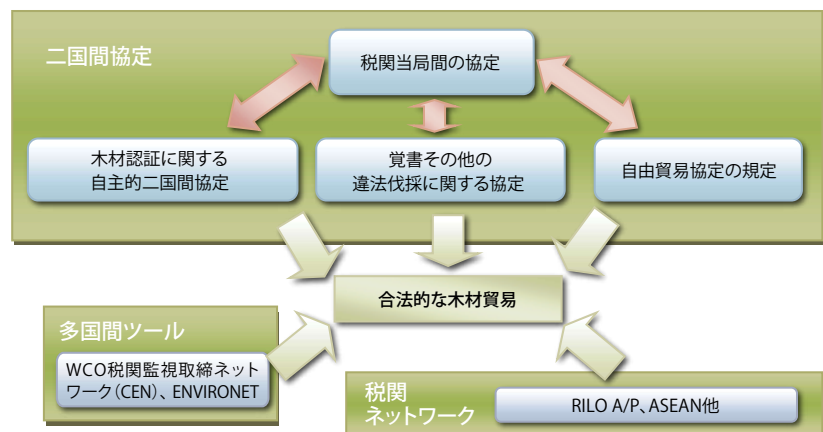 二国間協定
税関当局間の協定
木材認証に関する
自主的二国間協定
覚書その他の
違法伐採に関する協定
自由貿易協定の規定
合法的な木材貿易
多国間ツール
WCO税関監視取締ネット
ワーク（CEN）、ENVIRONET
税関
ネットワーク
RILO A/P、ASEAN他